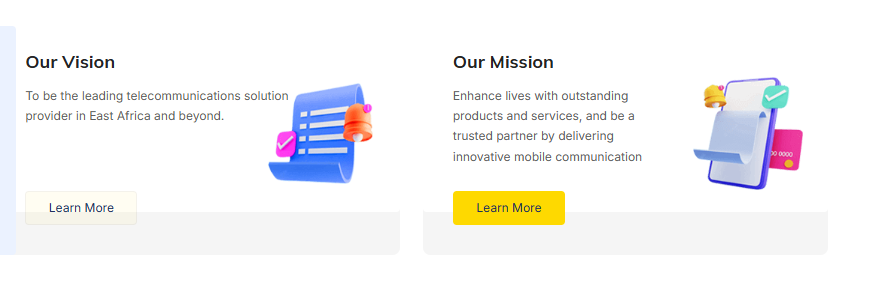 Our Vision
To be the leading telecommunications solution
provider in East Africa and beyond.
Learn More
Our Mission
Enhance lives with outstanding
products and services, and be a
trusted partner by delivering
innovative mobile communication
Learn More